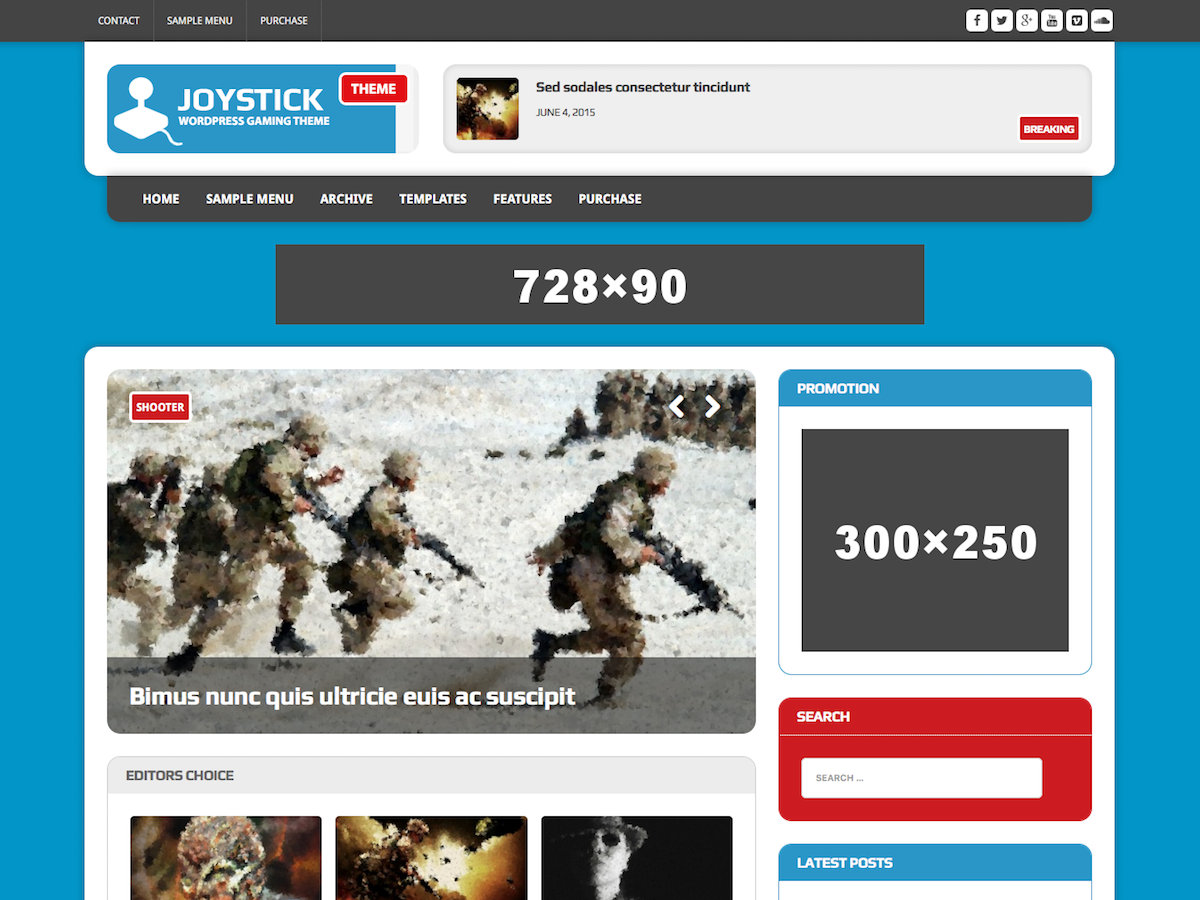 CONTACT SAMPLE MENU PURCHASE
JOYSTICK
WORDPRESS GAMING THEME
THEME
Sed sodales consectetur tincidunt
JUNE 4, 2015
BREAKING
HOME SAMPLE MENU ARCHIVE TEMPLATES FEATURES PURCHASE
728×90
SHOOTER
Bimus nunc quis ultricie euis ac suscipit
EDITORS CHOICE
PROMOTION
300×250
SEARCH
SEARCH ...
LATEST POSTS